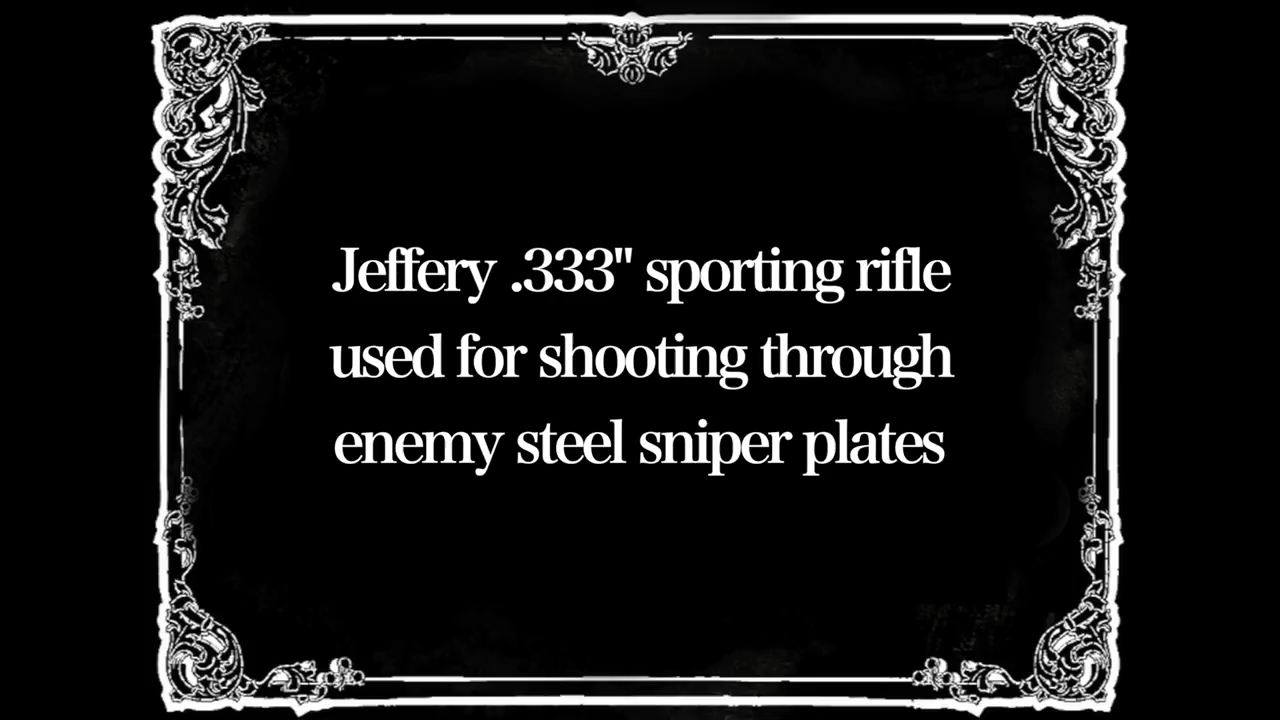 Jeffery .333" sporting rifle
used for shooting through
enemy steel sniper plates